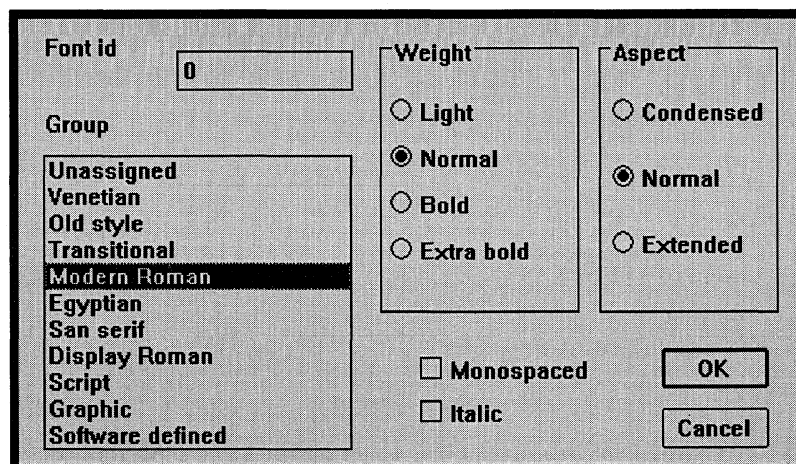 Font id
0
Group
Unassigned
Venetian
Old style
Transitional
Modern Roman
Egyptian
San serif
Display Roman
Script
Graphic
Software defined
Weight
Light
Normal
Bold
Extra bold
Aspect
Condensed
Normal
Extended
Monospaced
Italic
OK
Cancel